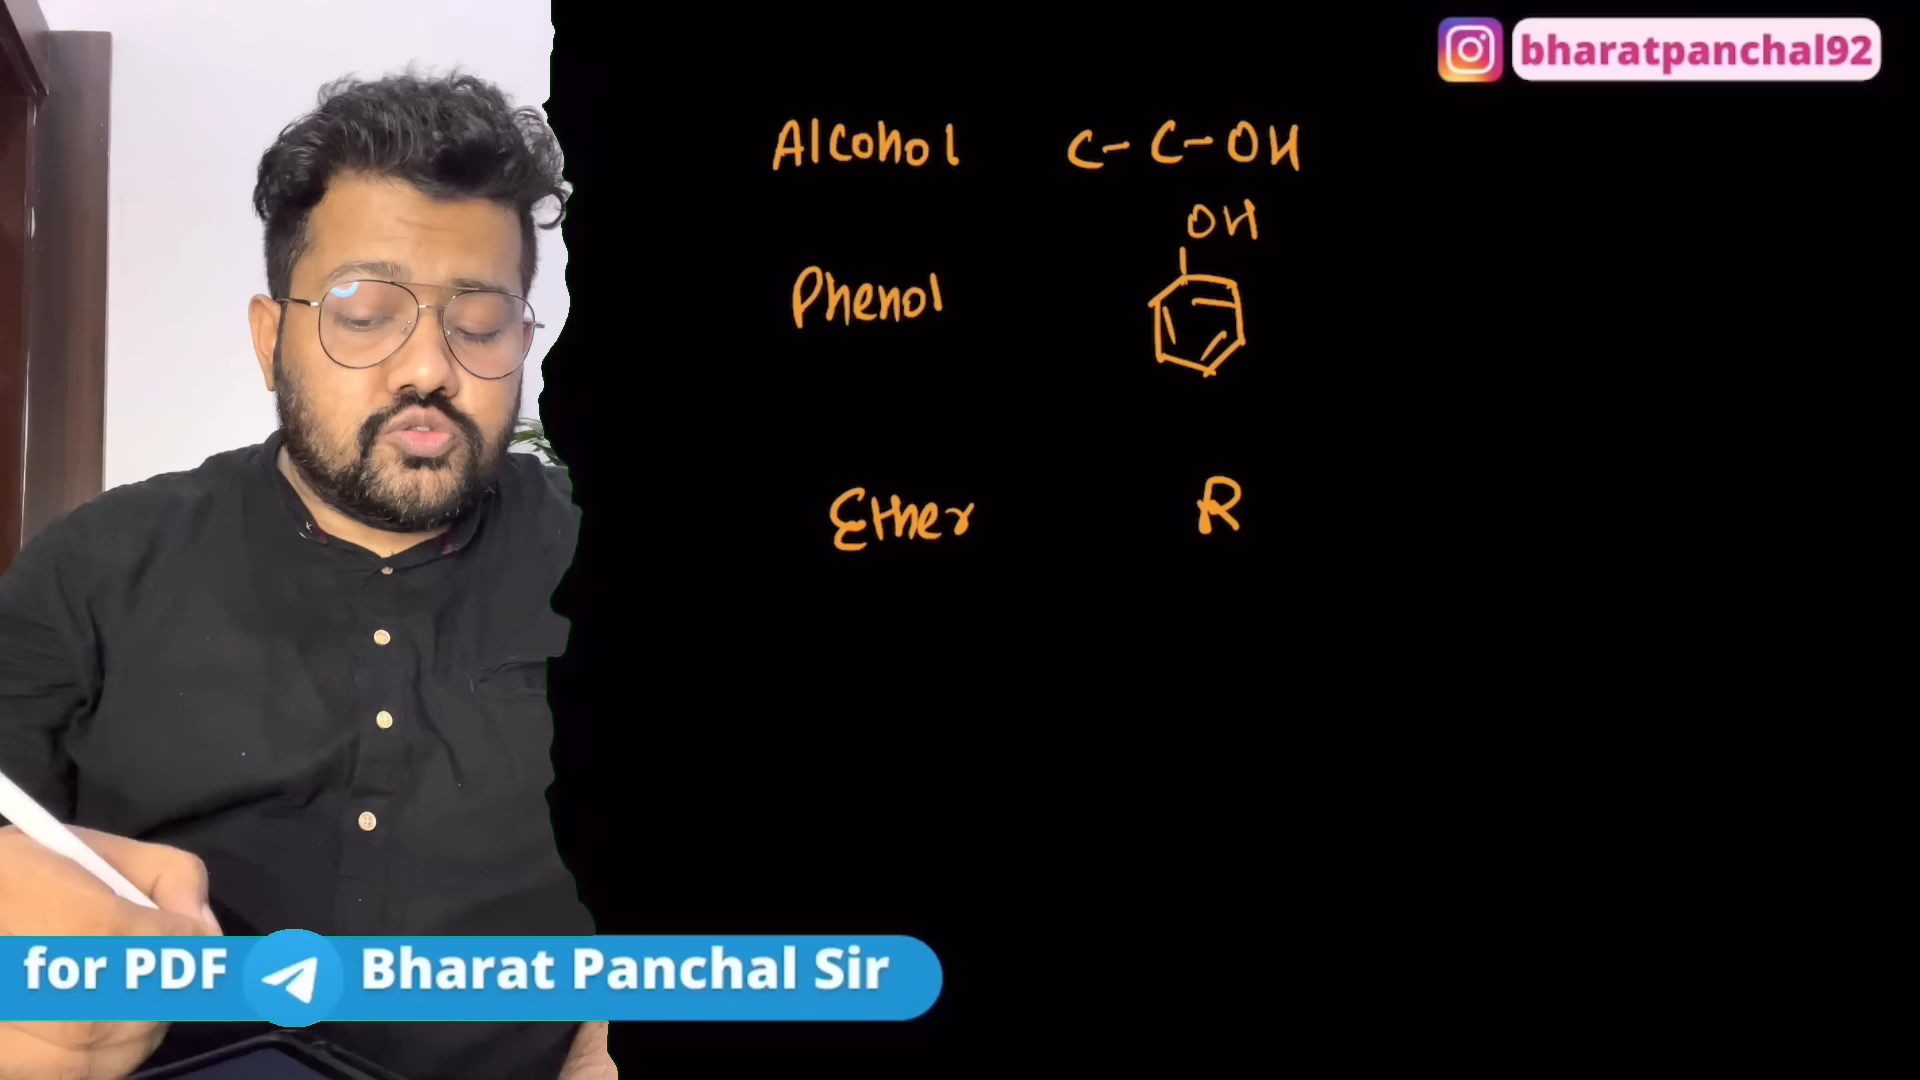 bharatpanchal92
Alcohol C-C-OH
OH
Phenol
Ether R
for PDF Bharat Panchal Sir